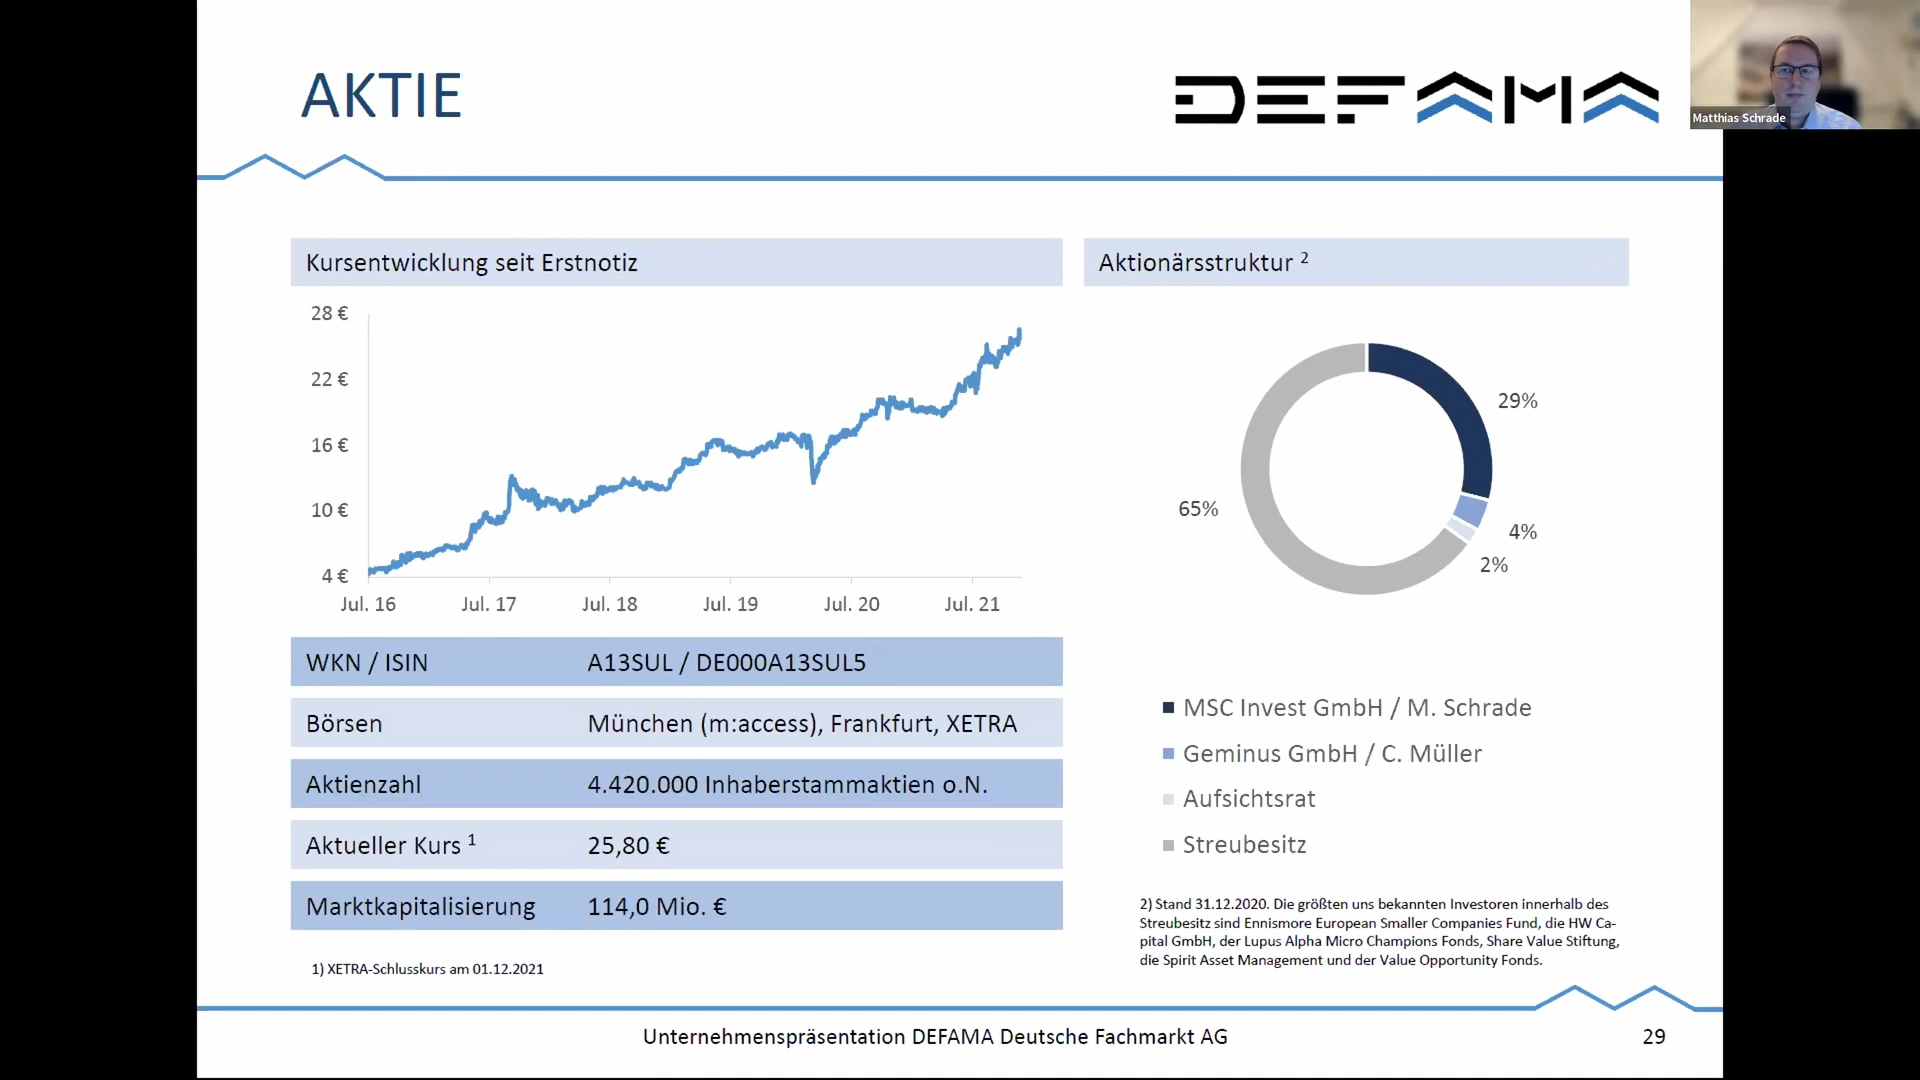 AKTIE
DEFAMA
Matthias Schrade
Kursentwicklung seit Erstnotiz
28 €
22 €
16 €
10 €
4 €
Jul. 16
Jul. 17
Jul. 18
Jul. 19
Jul. 20
Jul. 21
WKN / ISIN A13SUL / DE000A13SUL5
Börsen München (m:access), Frankfurt, XETRA
Aktienzahl 4.420.000 Inhaberstammaktien o.N.
Aktueller Kurs 1 25,80 €
Marktkapitalisierung 114,0 Mio. €
1) XETRA-Schlusskurs am 01.12.2021
Aktionärsstruktur 2
29%
65%
4%
2%
MSC Invest GmbH / M. Schrade
Geminus GmbH / C. Müller
Aufsichtsrat
Streubesitz
2) Stand 31.12.2020. Die größten uns bekannten Investoren innerhalb des
Streubesitz sind Ennismore European Smaller Companies Fund, die HW Ca-
pital GmbH, der Lupus Alpha Micro Champions Fonds, Share Value Stiftung,
die Spirit Asset Management und der Value Opportunity Fonds.
Unternehmenspräsentation DEFAMA Deutsche Fachmarkt AG
29